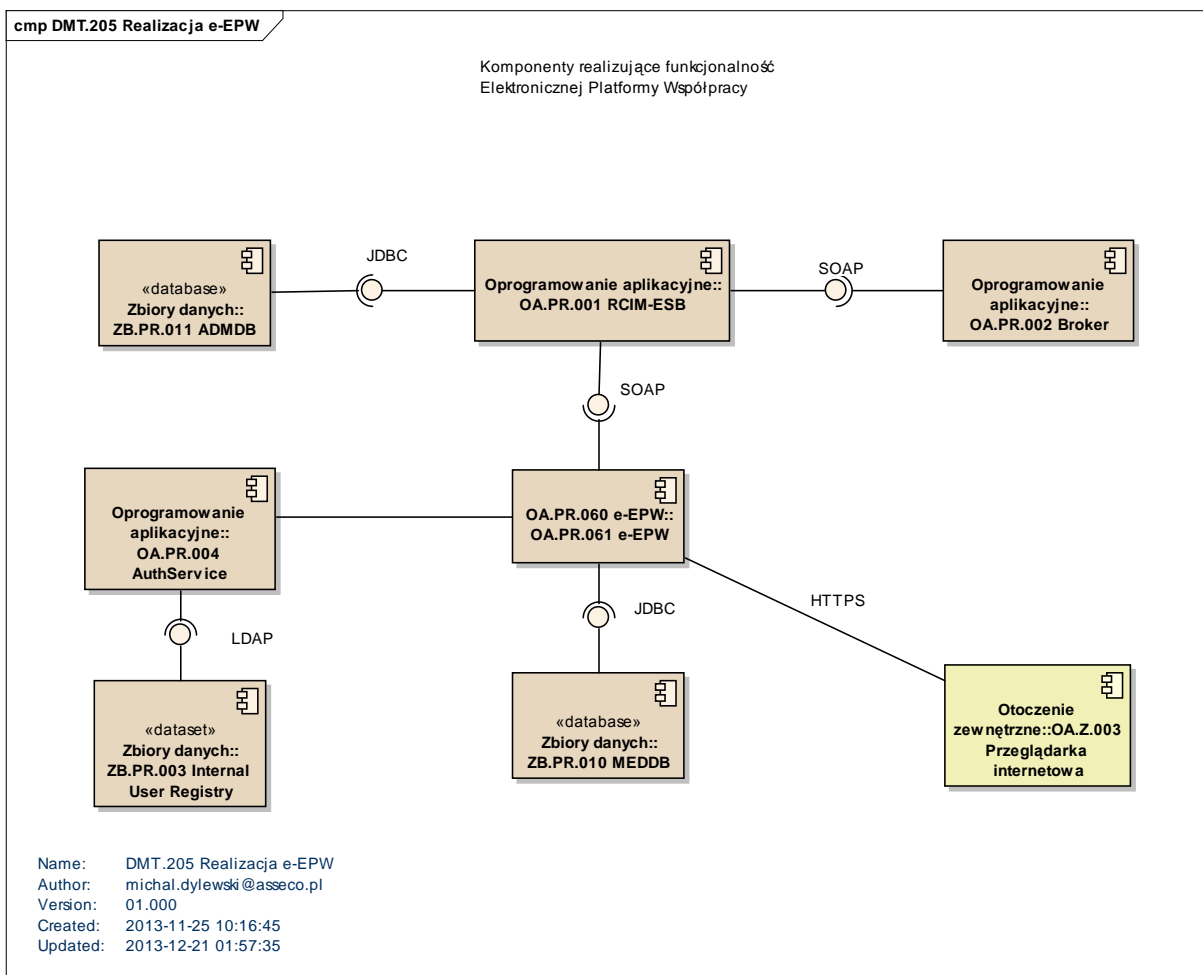 cmp DMT.205 Realizacja e-EPW
Komponenty realizujące funkcjonalność
Elektronicznej Platformy Współpracy
«database»
Zbiory danych::
ZB.PR.011 ADMDB
JDBC
Oprogramowanie aplikacyjne::
OA.PR.001 RCIM-ESB
SOAP
Oprogramowanie
aplikacyjne::
OA.PR.002 Broker
SOAP
Oprogramowanie
aplikacyjne::
OA.PR.004
AuthService
OA.PR.060 e-EPW::
OA.PR.061 e-EPW
LDAP
JDBC
HTTPS
«dataset»
Zbiory danych::
ZB.PR.003 Internal
User Registry
«database»
Zbiory danych::
ZB.PR.010 MEDDB
Otoczenie
zewnętrzne::OA.Z.003
Przeglądarka
internetowa
Name: DMT.205 Realizacja e-EPW
Author: michal.dylewski@asseco.pl
Version: 01.000
Created: 2013-11-25 10:16:45
Updated: 2013-12-21 01:57:35